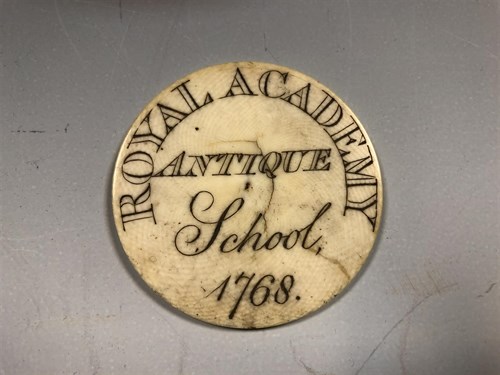 ROYAL ACADEMY
ANTIQUE
School,
1768.